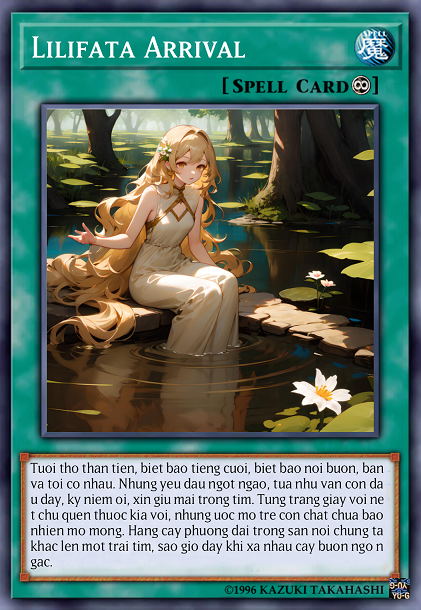 LILIFATA ARRIVAL
[SPELL CARD]
Tuoi tho than tien, biet bao tieng cuoi, biet bao noi buon, ban
va toi co nhau. Nhung yeu dau ngot ngao, tua nhu van con da
u day, ky niem oi, xin giu mai trong tim. Tung trang giay voi ne
t chu quen thuoc kia voi, nhung uoc mo tre con chat chua bao
nhien mo mong. Hang cay phuong dai trong san noi chung ta
khac len mot trai tim, sao gio day khi xa nhau cay buon ngo n
gac.
©1996 KAZUKI TAKAHASHI